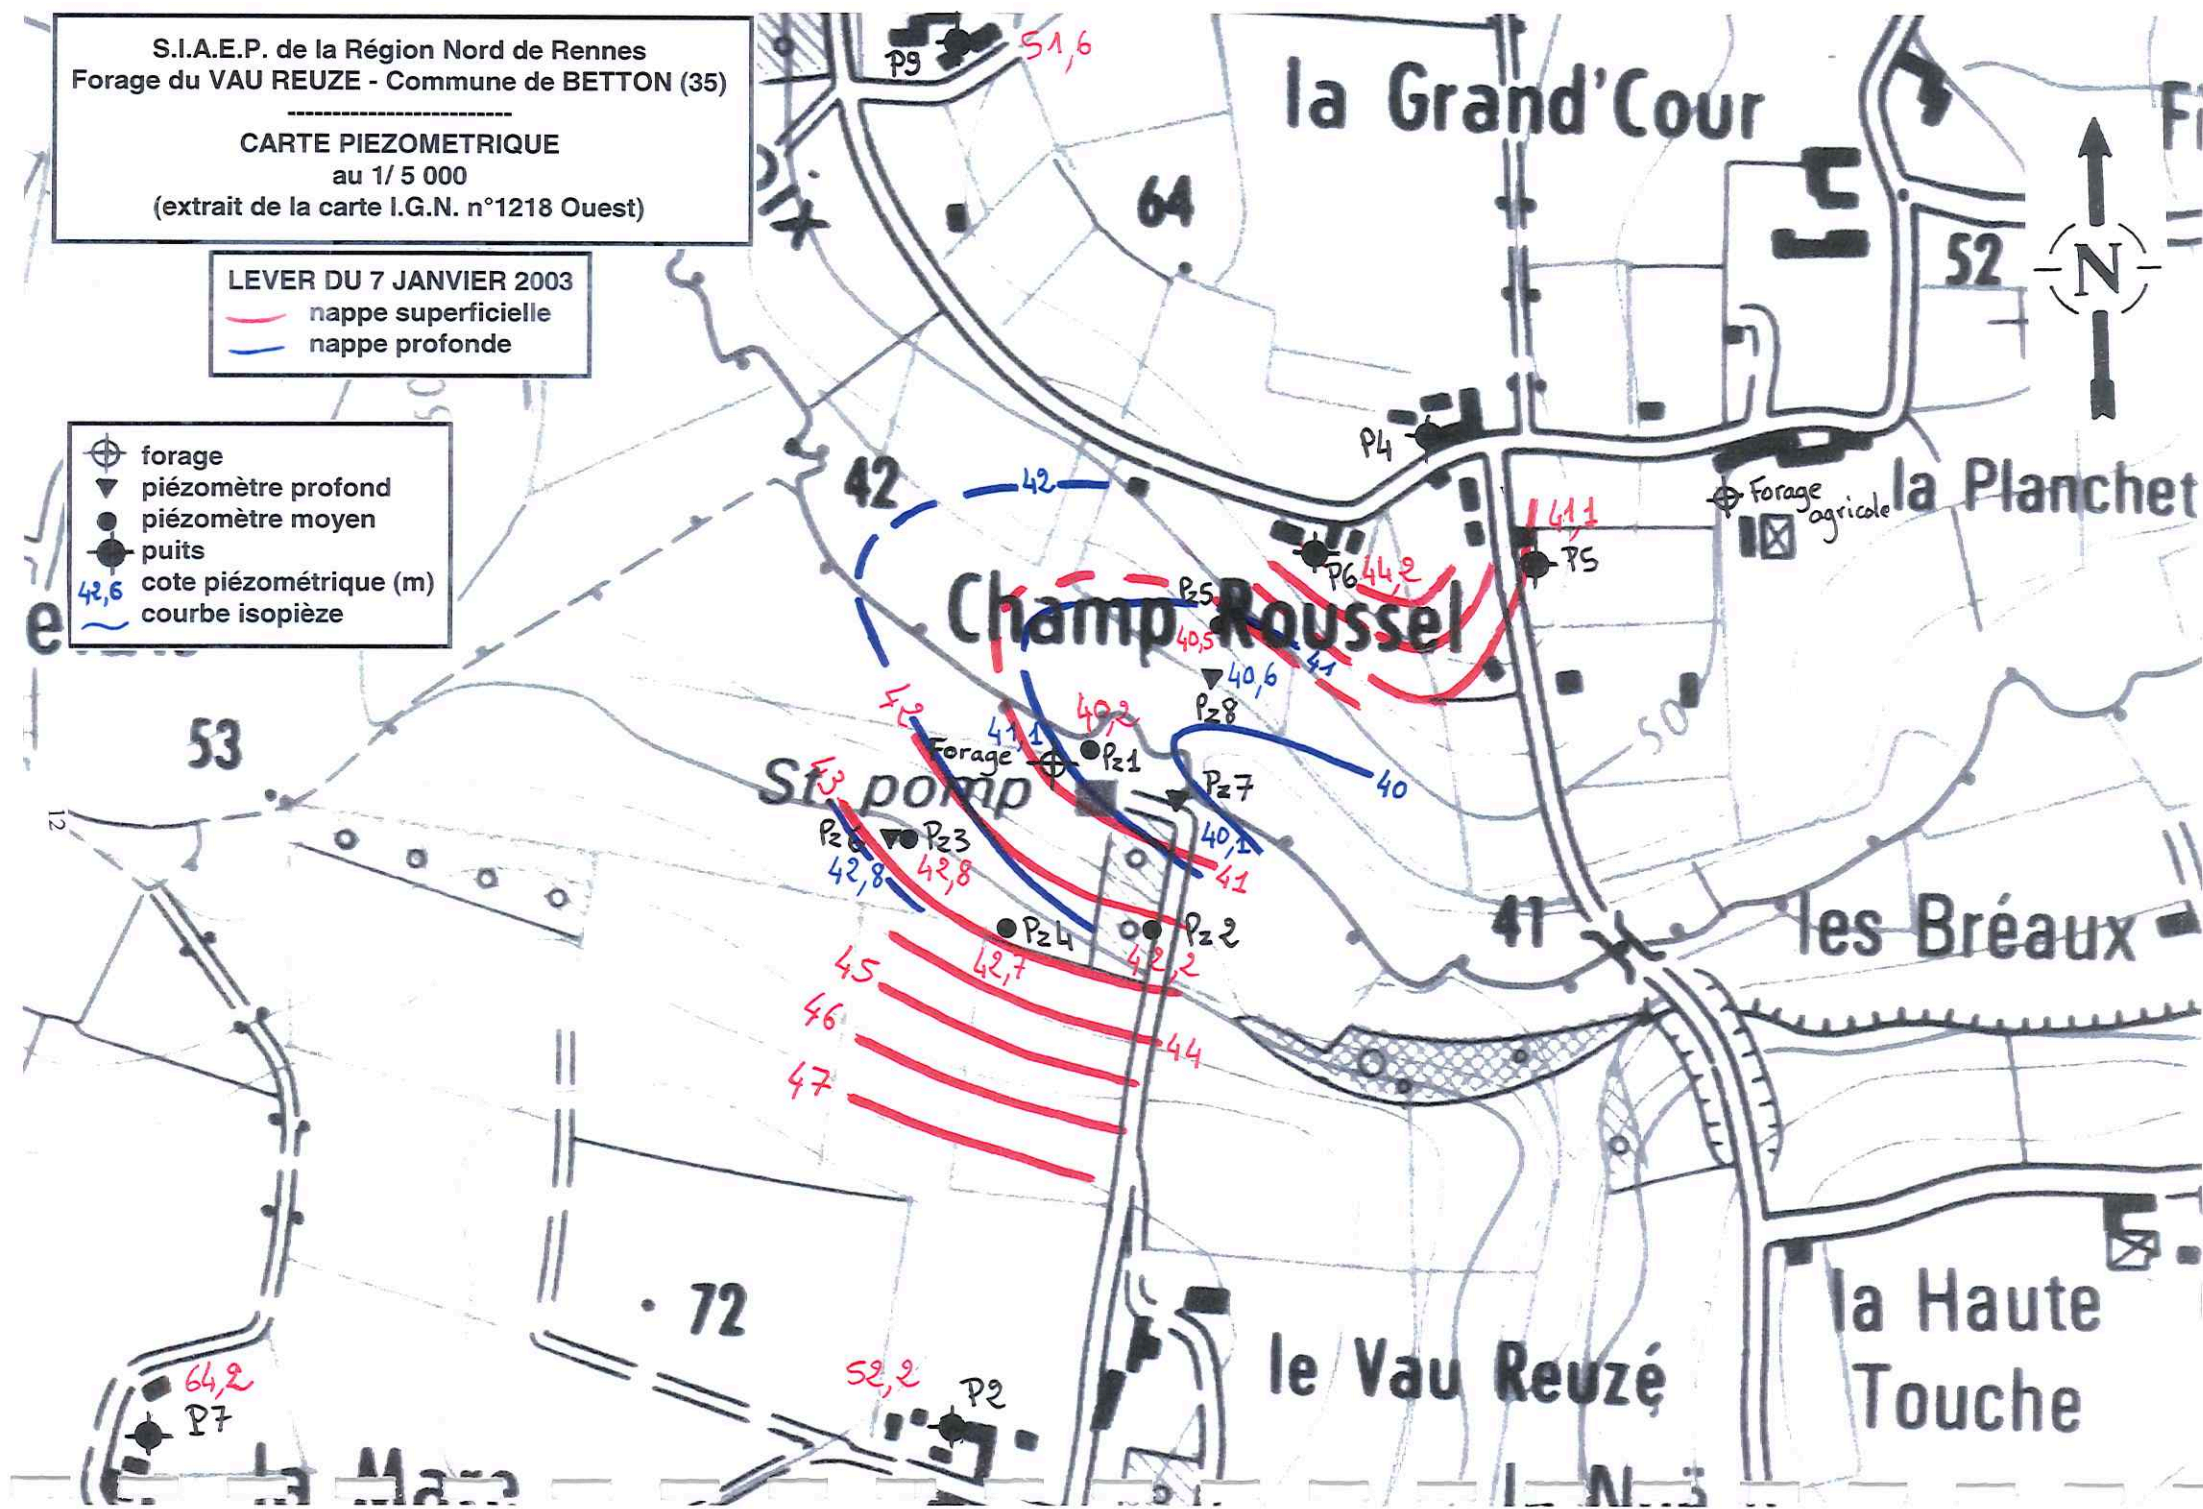 S.I.A.E.P. de la Région Nord de Rennes
Forage du VAU REUZE - Commune de BETTON (35)
-------------------------
CARTE PIEZOMETRIQUE
au 1/ 5 000
(extrait de la carte I.G.N. n°1218 Ouest)
LEVER DU 7 JANVIER 2003
nappe superficielle
nappe profonde
forage
piézomètre profond
piézomètre moyen
puits
42,6 cote piézométrique (m)
courbe isopièze
P9
51,6
la Grand'Cour
64
52
N
50
P4
42
42
Forage agricole
la Planchet
41,1
P5
P6
44,2
Champ Roussel
Pz5
40,5
41
40,6
Pz8
e
53
42
41,1
40,2
Forage
Pz1
St. pomp
43
Pz7
40
40,1
50
12
Pz6
Pz3
42,8
42,8
41
Pz4
Pz2
42,7
42,2
41
les Bréaux
45
46
44
47
72
la Haute
Touche
le Vau Reuzé
64,2
P7
52,2
P2
la Mare